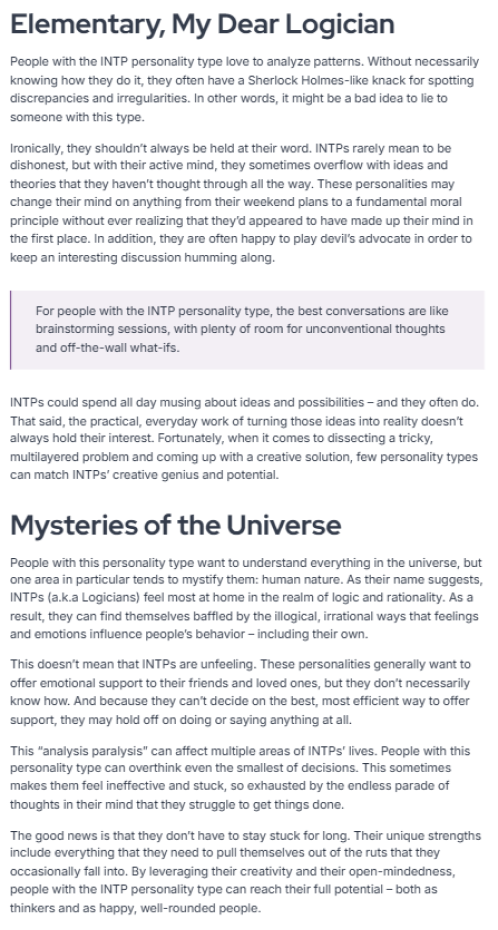 Elementary, My Dear Logician
People with the INTP personality type love to analyze patterns. Without necessarily
knowing how they do it, they often have a Sherlock Holmes-like knack for spotting
discrepancies and irregularities. In other words, it might be a bad idea to lie to
someone with this type.
Ironically, they shouldn’t always be held at their word. INTPs rarely mean to be
dishonest, but with their active mind, they sometimes overflow with ideas and
theories that they haven’t thought through all the way. These personalities may
change their mind on anything from their weekend plans to a fundamental moral
principle without ever realizing that they’d appeared to have made up their mind in
the first place. In addition, they are often happy to play devil’s advocate in order to
keep an interesting discussion humming along.
For people with the INTP personality type, the best conversations are like
brainstorming sessions, with plenty of room for unconventional thoughts
and off-the-wall what-ifs.
INTPs could spend all day musing about ideas and possibilities – and they often do.
That said, the practical, everyday work of turning those ideas into reality doesn’t
always hold their interest. Fortunately, when it comes to dissecting a tricky,
multilayered problem and coming up with a creative solution, few personality types
can match INTPs’ creative genius and potential.
Mysteries of the Universe
People with this personality type want to understand everything in the universe, but
one area in particular tends to mystify them: human nature. As their name suggests,
INTPs (a.k.a Logicians) feel most at home in the realm of logic and rationality. As a
result, they can find themselves baffled by the illogical, irrational ways that feelings
and emotions influence people’s behavior – including their own.
This doesn’t mean that INTPs are unfeeling. These personalities generally want to
offer emotional support to their friends and loved ones, but they don’t necessarily
know how. And because they can’t decide on the best, most efficient way to offer
support, they may hold off on doing or saying anything at all.
This “analysis paralysis” can affect multiple areas of INTPs’ lives. People with this
personality type can overthink even the smallest of decisions. This sometimes
makes them feel ineffective and stuck, so exhausted by the endless parade of
thoughts in their mind that they struggle to get things done.
The good news is that they don’t have to stay stuck for long. Their unique strengths
include everything that they need to pull themselves out of the ruts that they
occasionally fall into. By leveraging their creativity and their open-mindedness,
people with the INTP personality type can reach their full potential – both as
thinkers and as happy, well-rounded people.